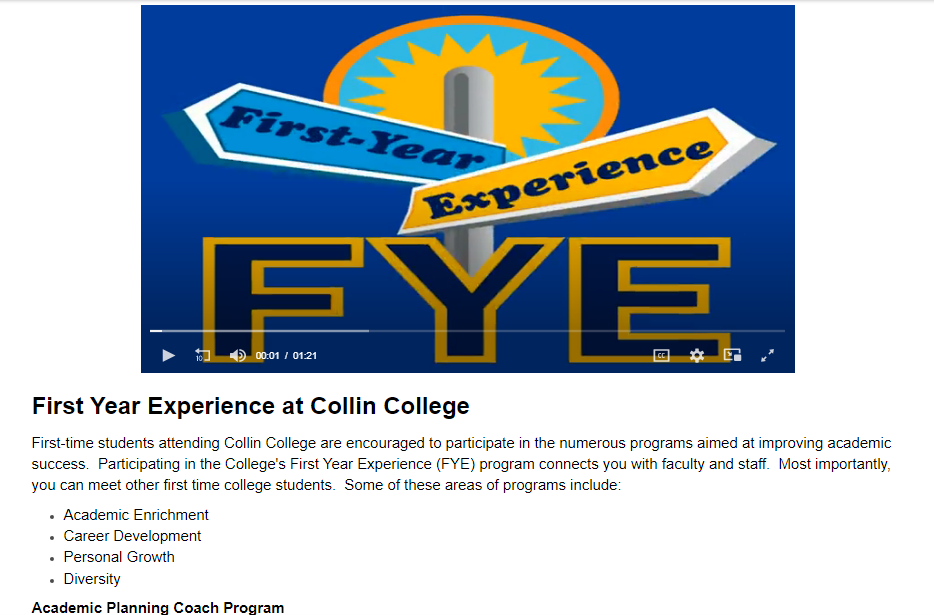 First-Year
Experience
FYE
10
00:01 / 01:21
CC
First Year Experience at Collin College
First-time students attending Collin College are encouraged to participate in the numerous programs aimed at improving academic
success.  Participating in the College's First Year Experience (FYE) program connects you with faculty and staff.  Most importantly,
you can meet other first time college students.  Some of these areas of programs include:
• Academic Enrichment
• Career Development
• Personal Growth
• Diversity
Academic Planning Coach Program